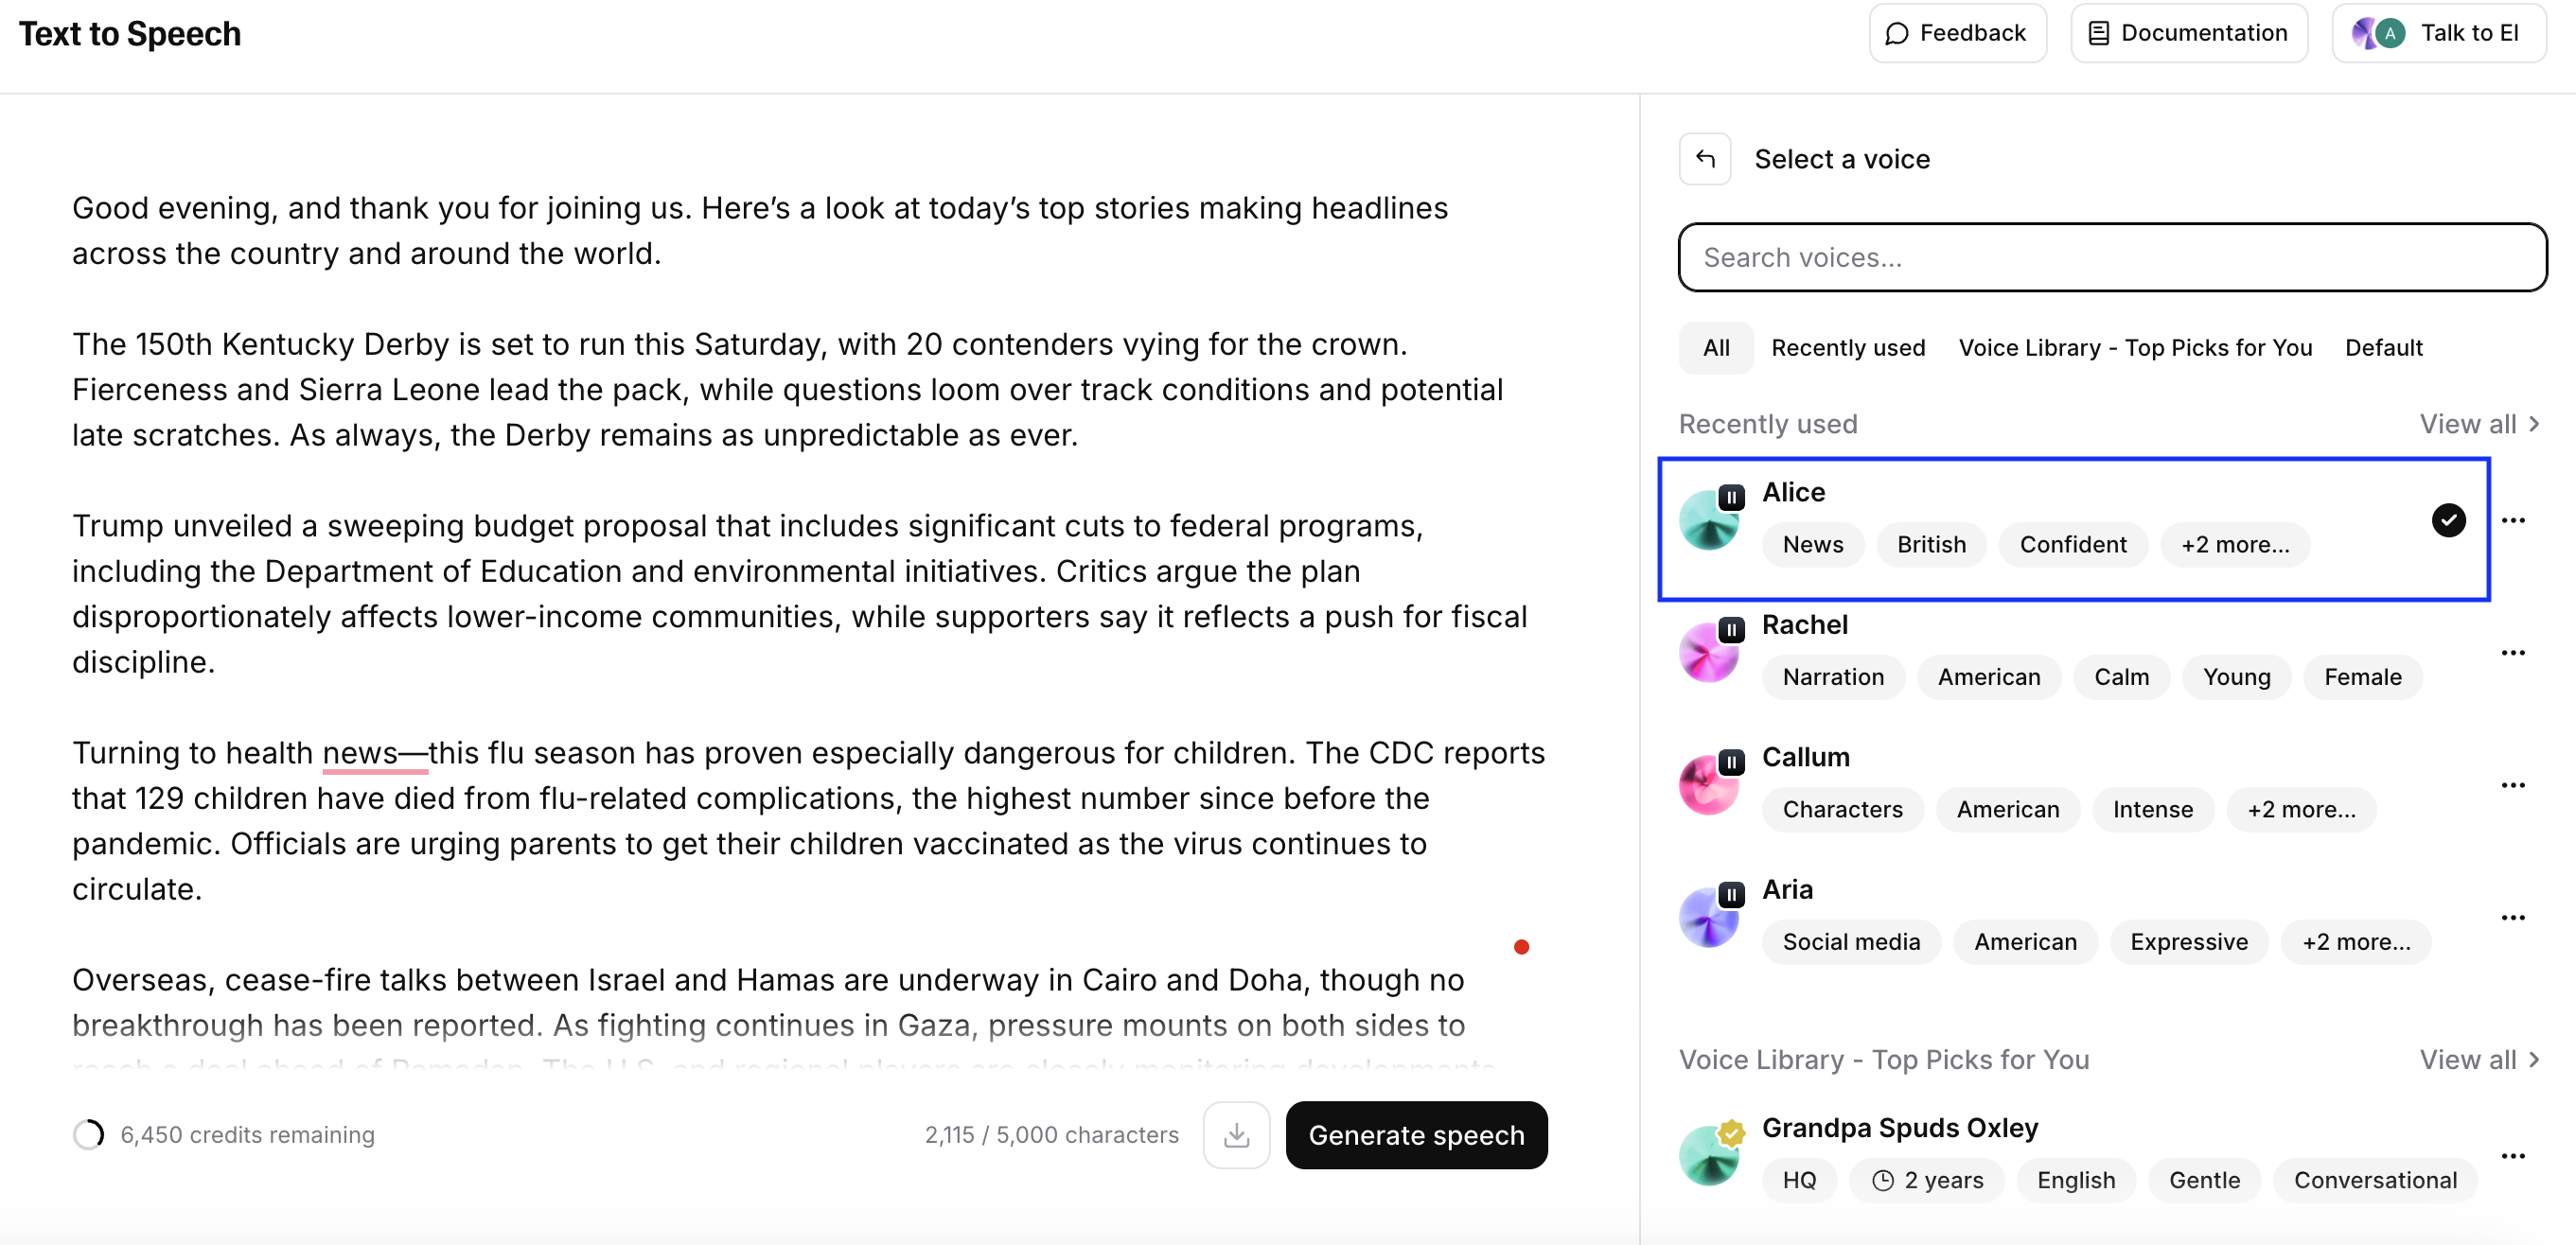 Text to Speech
Feedback
Documentation
A
Talk to El
Good evening, and thank you for joining us. Here’s a look at today’s top stories making headlines
across the country and around the world.
The 150th Kentucky Derby is set to run this Saturday, with 20 contenders vying for the crown.
Fierceness and Sierra Leone lead the pack, while questions loom over track conditions and potential
late scratches. As always, the Derby remains as unpredictable as ever.
Trump unveiled a sweeping budget proposal that includes significant cuts to federal programs,
including the Department of Education and environmental initiatives. Critics argue the plan
disproportionately affects lower-income communities, while supporters say it reflects a push for fiscal
discipline.
Turning to health news—this flu season has proven especially dangerous for children. The CDC reports
that 129 children have died from flu-related complications, the highest number since before the
pandemic. Officials are urging parents to get their children vaccinated as the virus continues to
circulate.
Overseas, cease-fire talks between Israel and Hamas are underway in Cairo and Doha, though no
breakthrough has been reported. As fighting continues in Gaza, pressure mounts on both sides to
reach a deal ahead of Ramadan. The U.S. and regional players are closely monitoring developments
6,450 credits remaining
2,115 / 5,000 characters
Generate speech
Select a voice
Search voices...
All
Recently used
Voice Library - Top Picks for You
Default
Recently used
View all
Alice
News
British
Confident
+2 more...
Rachel
Narration
American
Calm
Young
Female
Callum
Characters
American
Intense
+2 more...
Aria
Social media
American
Expressive
+2 more...
Voice Library - Top Picks for You
View all
Grandpa Spuds Oxley
HQ
2 years
English
Gentle
Conversational